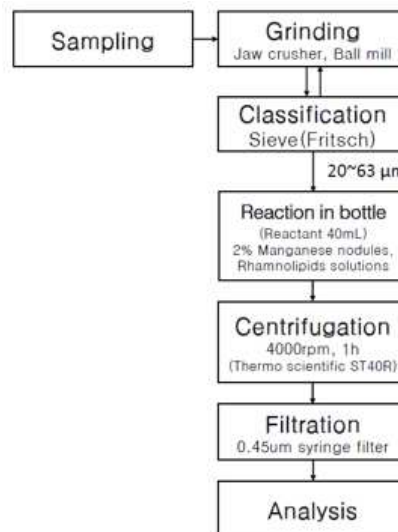 Sampling
Grinding
Jaw crusher, Ball mill
Classification
Sieve(Fritsch)
20~63 μm
Reaction in bottle
(Reactant 40mL)
2% Manganese nodules,
Rhamnolipids solutions
Centrifugation
4000rpm, 1h
(Thermo scientific ST40R)
Filtration
0.45um syringe filter
Analysis